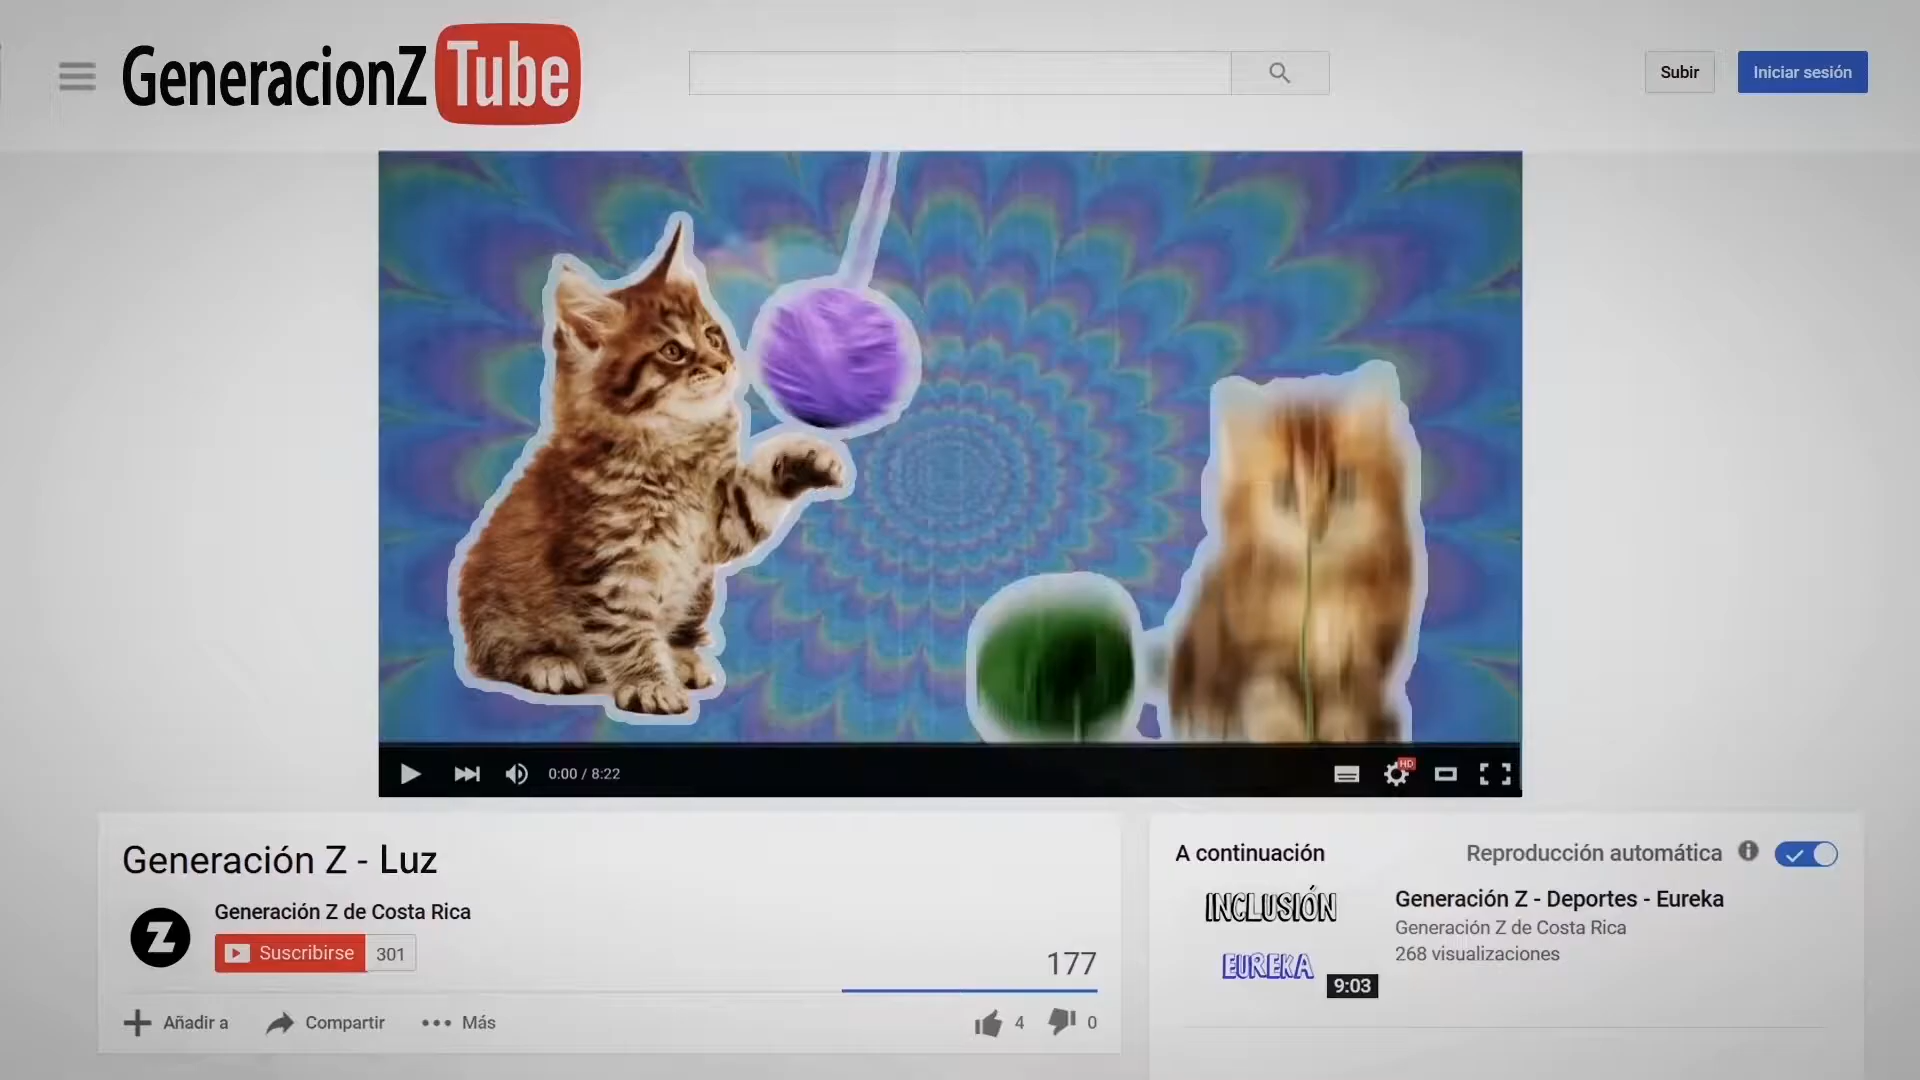 GeneracionZ Tube
Subir
Iniciar sesión
0:00 / 8:22
HD
Generación Z - Luz
Generación Z de Costa Rica
Suscribirse 301
177
Añadir a
Compartir
Más
4
0
A continuación
Reproducción automática
INCLUSIÓN
EUREKA
9:03
Generación Z - Deportes - Eureka
Generación Z de Costa Rica
268 visualizaciones